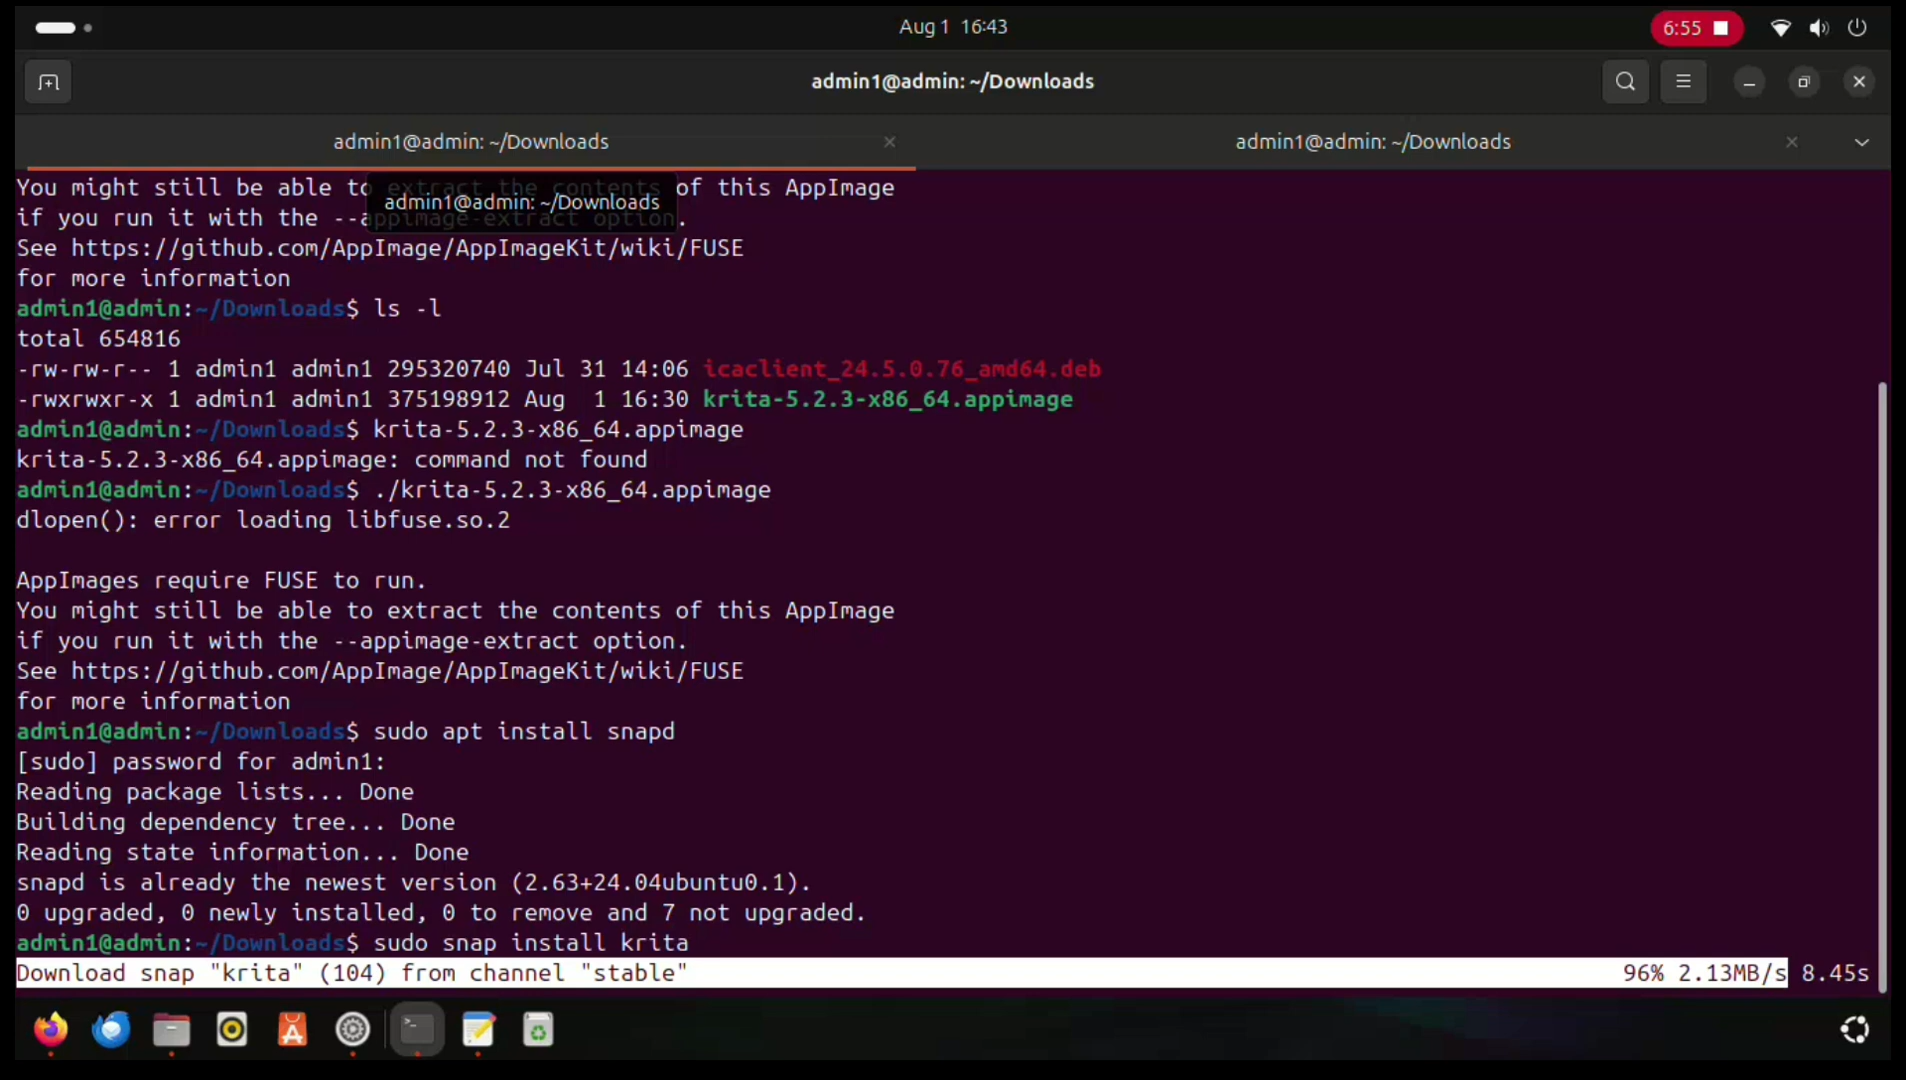 Aug 1 16:43
6:55
admin1@admin: ~/Downloads
admin1@admin: ~/Downloads
admin1@admin: ~/Downloads
You might still be able to extract the contents of this AppImage
admin1@admin: ~/Downloads
if you run it with the --appimage-extract option.
See https://github.com/AppImage/AppImageKit/wiki/FUSE
for more information
admin1@admin:~/Downloads$ ls -l
total 654816
-rw-rw-r-- 1 admin1 admin1 295320740 Jul 31 14:06 icaclient_24.5.0.76_amd64.deb
-rwxrwxr-x 1 admin1 admin1 375198912 Aug  1 16:30 krita-5.2.3-x86_64.appimage
admin1@admin:~/Downloads$ krita-5.2.3-x86_64.appimage
krita-5.2.3-x86_64.appimage: command not found
admin1@admin:~/Downloads$ ./krita-5.2.3-x86_64.appimage
dlopen(): error loading libfuse.so.2
AppImages require FUSE to run.
You might still be able to extract the contents of this AppImage
if you run it with the --appimage-extract option.
See https://github.com/AppImage/AppImageKit/wiki/FUSE
for more information
admin1@admin:~/Downloads$ sudo apt install snapd
[sudo] password for admin1:
Reading package lists... Done
Building dependency tree... Done
Reading state information... Done
snapd is already the newest version (2.63+24.04ubuntu0.1).
0 upgraded, 0 newly installed, 0 to remove and 7 not upgraded.
admin1@admin:~/Downloads$ sudo snap install krita
Download snap "krita" (104) from channel "stable" 96% 2.13MB/s 8.45s